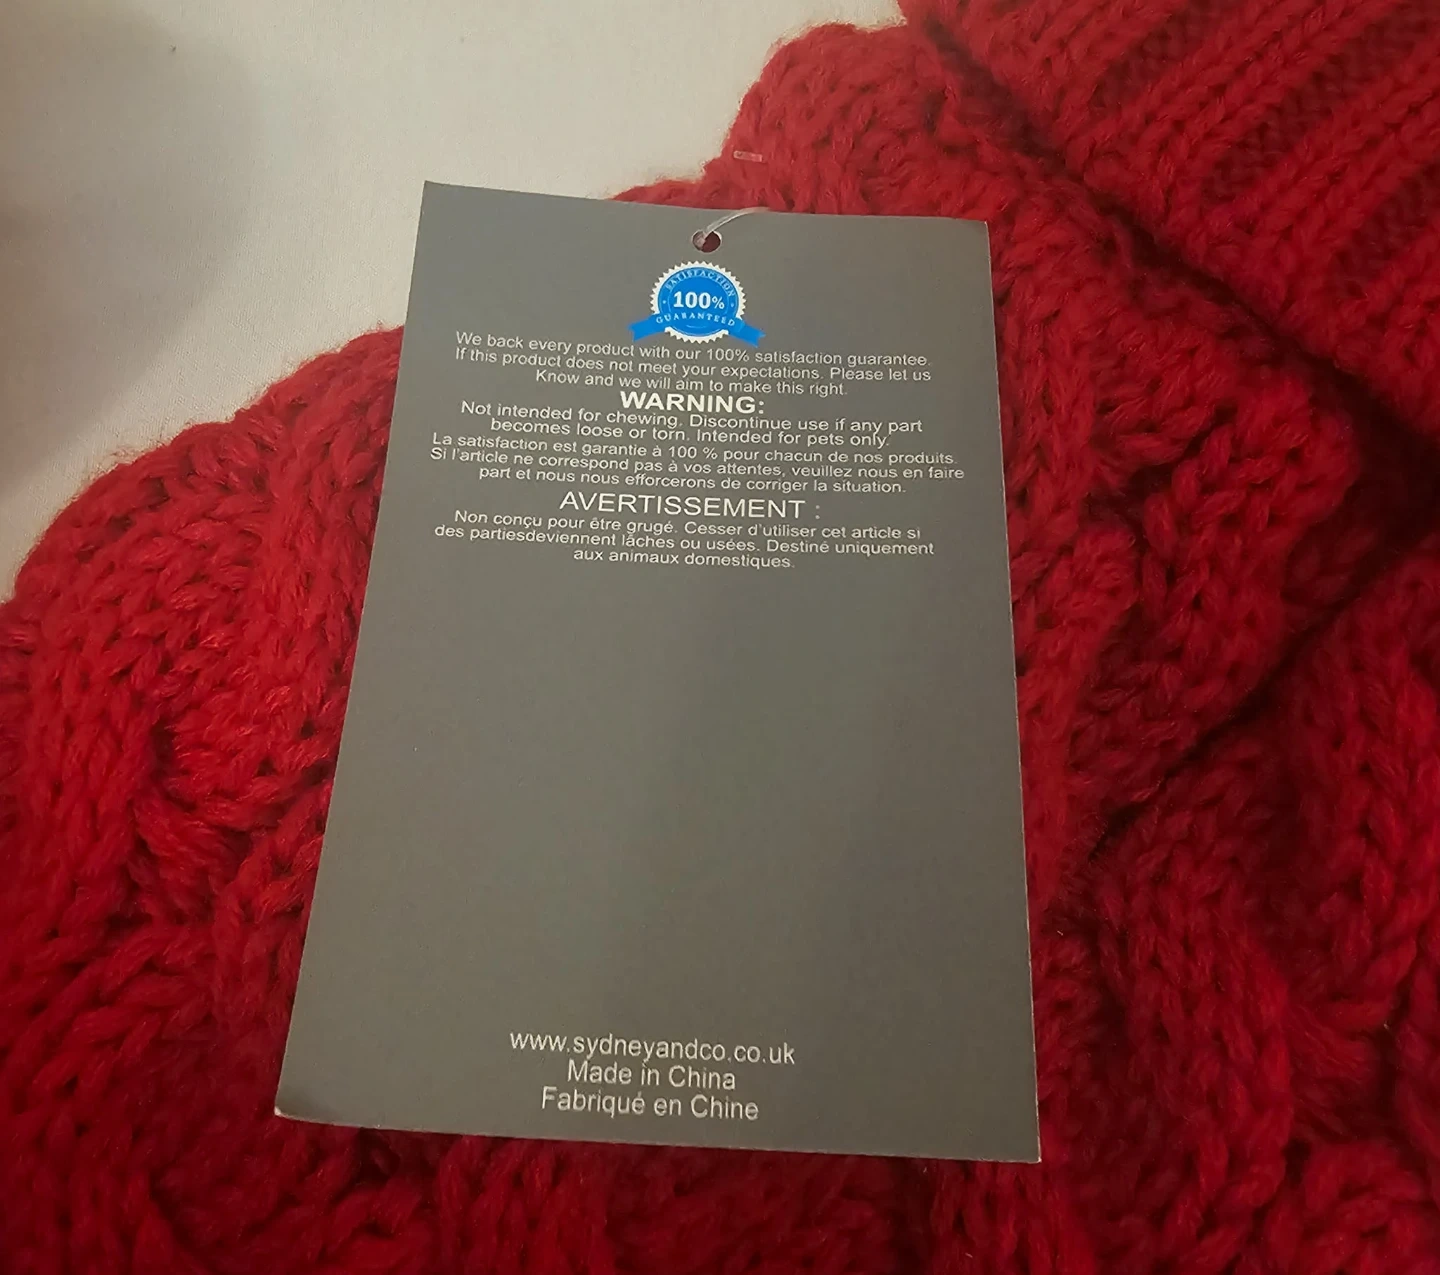 SATISFACTION
100%
GUARANTEED
We back every product with our 100% satisfaction guarantee.
If this product does not meet your expectations. Please let us
Know and we will aim to make this right.
WARNING:
Not intended for chewing. Discontinue use if any part
becomes loose or torn. Intended for pets only.
La satisfaction est garantie à 100 % pour chacun de nos produits.
Si l'article ne correspond pas à vos attentes, veuillez nous en faire
part et nous nous efforcerons de corriger la situation.
AVERTISSEMENT :
Non conçu pour être grugé. Cesser d'utiliser cet article si
des partiesdeviennent lâches ou usées. Destiné uniquement
aux animaux domestiques.
www.sydneyandco.co.uk
Made in China
Fabriqué en Chine